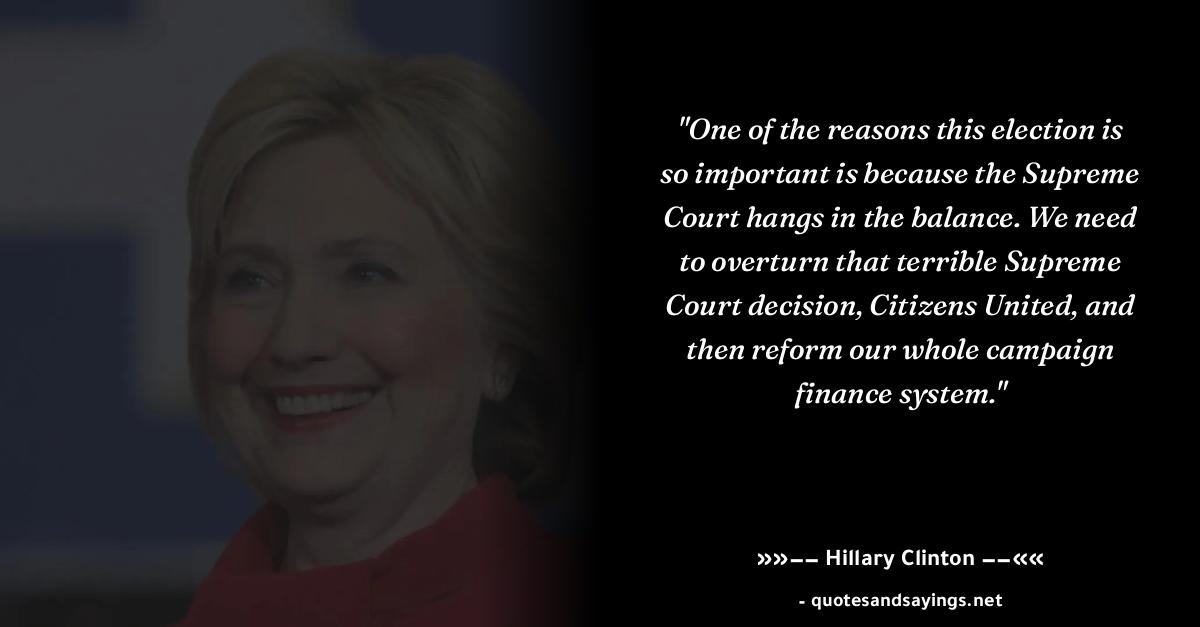 "One of the reasons this election is
so important is because the Supreme
Court hangs in the balance. We need
to overturn that terrible Supreme
Court decision, Citizens United, and
then reform our whole campaign
finance system."
»»−− Hillary Clinton −−««
- quotesandsayings.net